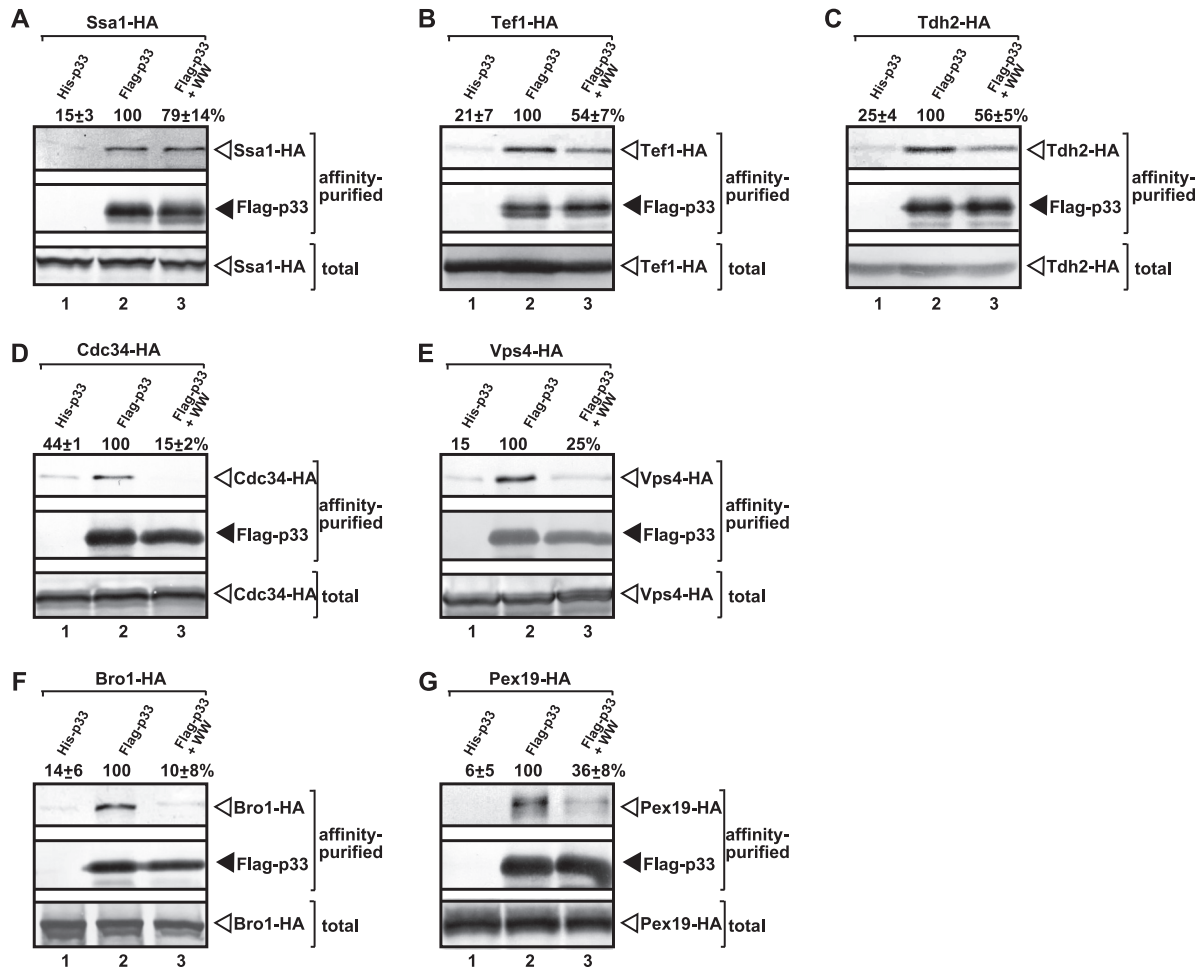 A
Ssa1-HA
His-p33
Flag-p33
Flag-p33
+ WW
15±3 100 79±14%
Ssa1-HA
Flag-p33
affinity-
purified
Ssa1-HA
total
1 2 3
B
Tef1-HA
His-p33
Flag-p33
Flag-p33
+ WW
21±7 100 54±7%
Tef1-HA
Flag-p33
affinity-
purified
Tef1-HA
total
1 2 3
C
Tdh2-HA
His-p33
Flag-p33
Flag-p33
+ WW
25±4 100 56±5%
Tdh2-HA
Flag-p33
affinity-
purified
Tdh2-HA
total
1 2 3
D
Cdc34-HA
His-p33
Flag-p33
Flag-p33
+ WW
44±1 100 15±2%
Cdc34-HA
Flag-p33
affinity-
purified
Cdc34-HA
total
1 2 3
E
Vps4-HA
His-p33
Flag-p33
Flag-p33
+ WW
15 100 25%
Vps4-HA
Flag-p33
affinity-
purified
Vps4-HA
total
1 2 3
F
Bro1-HA
His-p33
Flag-p33
Flag-p33
+ WW
14±6 100 10±8%
Bro1-HA
Flag-p33
affinity-
purified
Bro1-HA
total
1 2 3
G
Pex19-HA
His-p33
Flag-p33
Flag-p33
+ WW
6±5 100 36±8%
Pex19-HA
Flag-p33
affinity-
purified
Pex19-HA
total
1 2 3